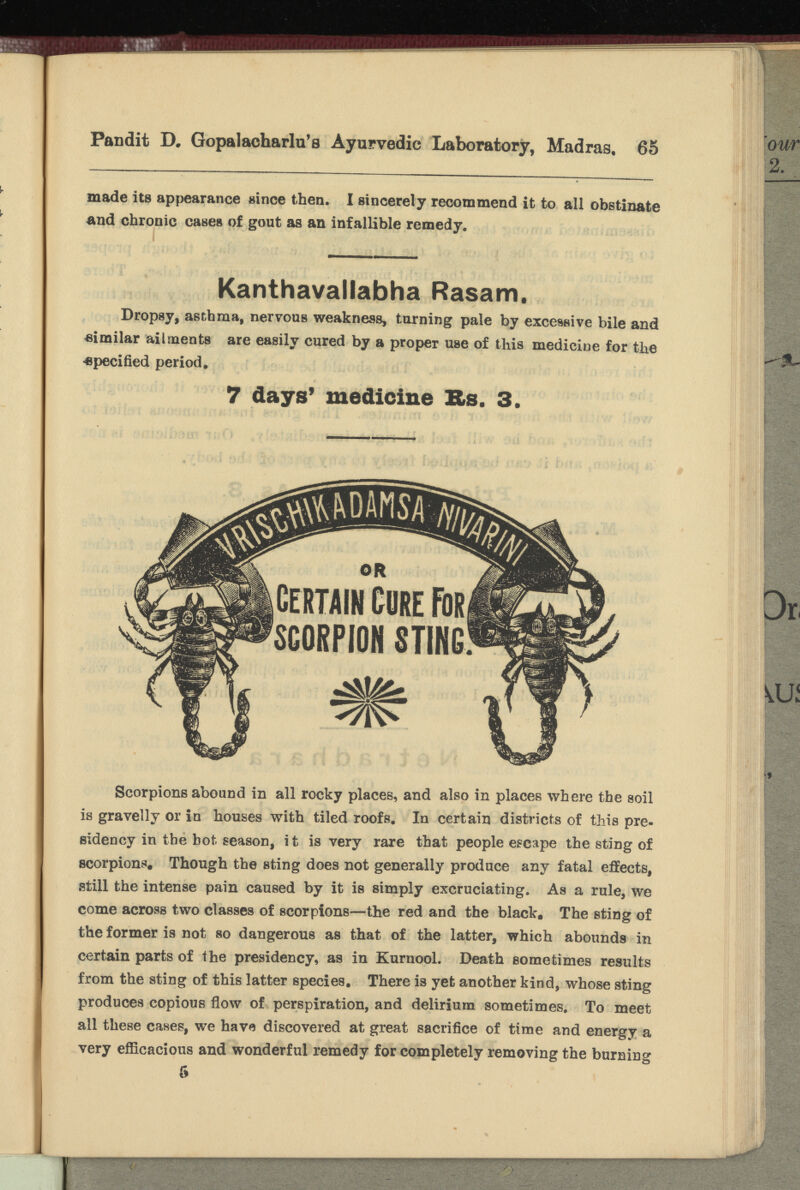 Pandit D. Gopalacharlu's Ayurvedic Laboratory, Madras. 65
made its appearance since then. I sincerely recommend it to all obstinate
and chronic cases of gout as an infallible remedy.
Kanthavallabha Rasam.
Dropsy, asthma, nervous weakness, turning pale by excessive bile and
similar ailments are easily cured by a proper use of this medicine for the
specified period.
7 days' medicine Rs. 3.
VRISCHIKADAMSA NIVARINI
OR
CERTAIN CURE FOR
SCORPION STING.
Scorpions abound in all rocky places, and also in places where the soil
is gravelly or in houses with tiled roofs. In certain districts of this pre-
sidency in the hot season, it is very rare that people escape the sting of
scorpions. Though the sting does not generally produce any fatal effects,
still the intense pain caused by it is simply excruciating. As a rule, we
come across two classes of scorpions—the red and the black. The sting of
the former is not so dangerous as that of the latter, which abounds in
certain parts of the presidency, as in Kurnool. Death sometimes results
from the sting of this latter species. There is yet another kind, whose sting
produces copious flow of perspiration, and delirium sometimes. To meet
all these cases, we have discovered at great sacrifice of time and energy a
very efficacious and wonderful remedy for completely removing the burning
5
our
2.